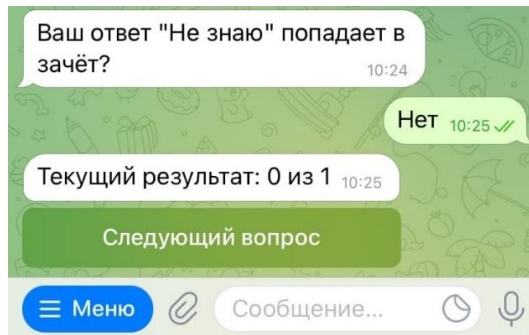 Ваш ответ "Не знаю" попадает в
зачёт?
10:24
Нет 10:25
Текущий результат: 0 из 1 10:25
Следующий вопрос
Меню Сообщение...